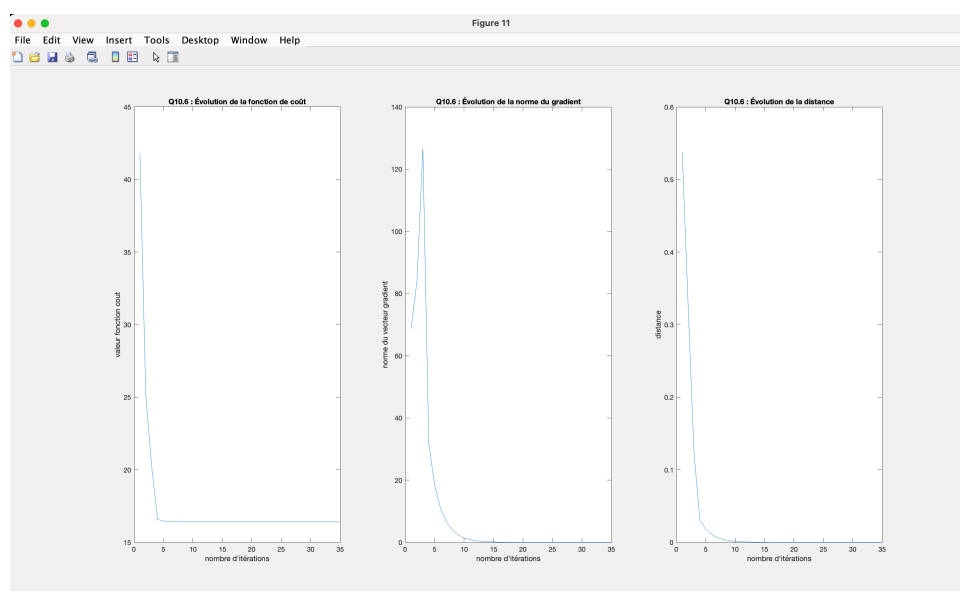 Figure 11
File Edit View Insert Tools Desktop Window Help
Q10.6 : Évolution de la fonction de coût
45
40
35
30
25
20
15
valeur fonction cout
0 5 10 15 20 25 30 35
nombre d'itérations
Q10.6 : Évolution de la norme du gradient
140
120
100
80
60
40
20
0
norme du vecteur gradient
0 5 10 15 20 25 30 35
nombre d'itérations
Q10.6 : Évolution de la distance
0.6
0.5
0.4
0.3
0.2
0.1
0
distance
0 5 10 15 20 25 30 35
nombre d'itérations